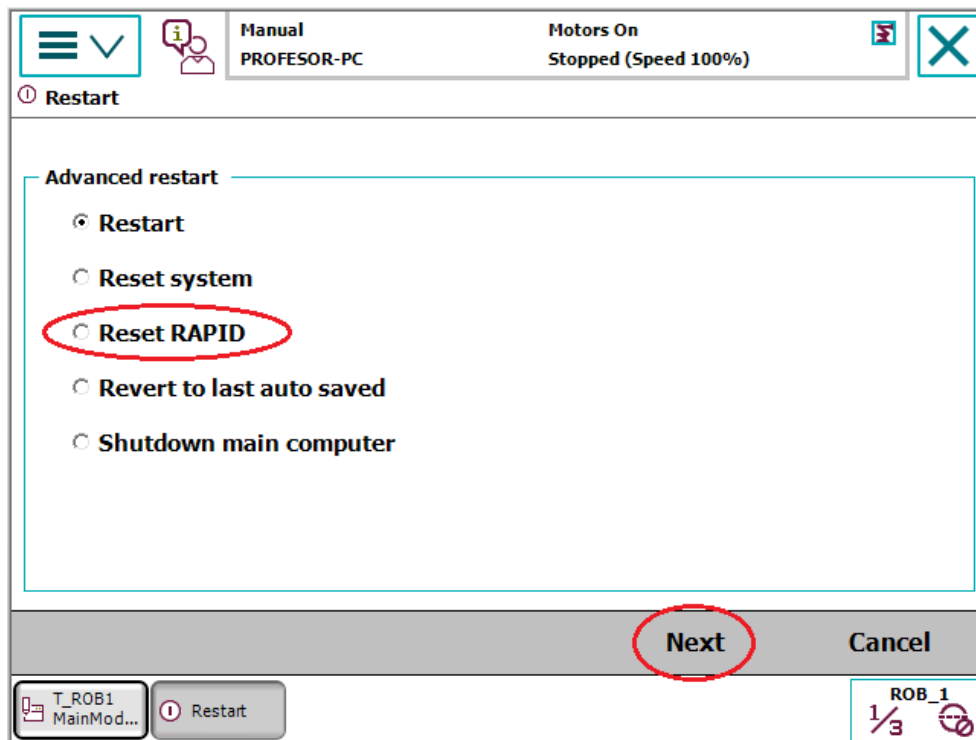 Manual
PROFESOR-PC
Motors On
Stopped (Speed 100%)
Restart
Advanced restart
Restart
Reset system
Reset RAPID
Revert to last auto saved
Shutdown main computer
Next
Cancel
T_ROB1
MainMod...
Restart
ROB_1
1/3